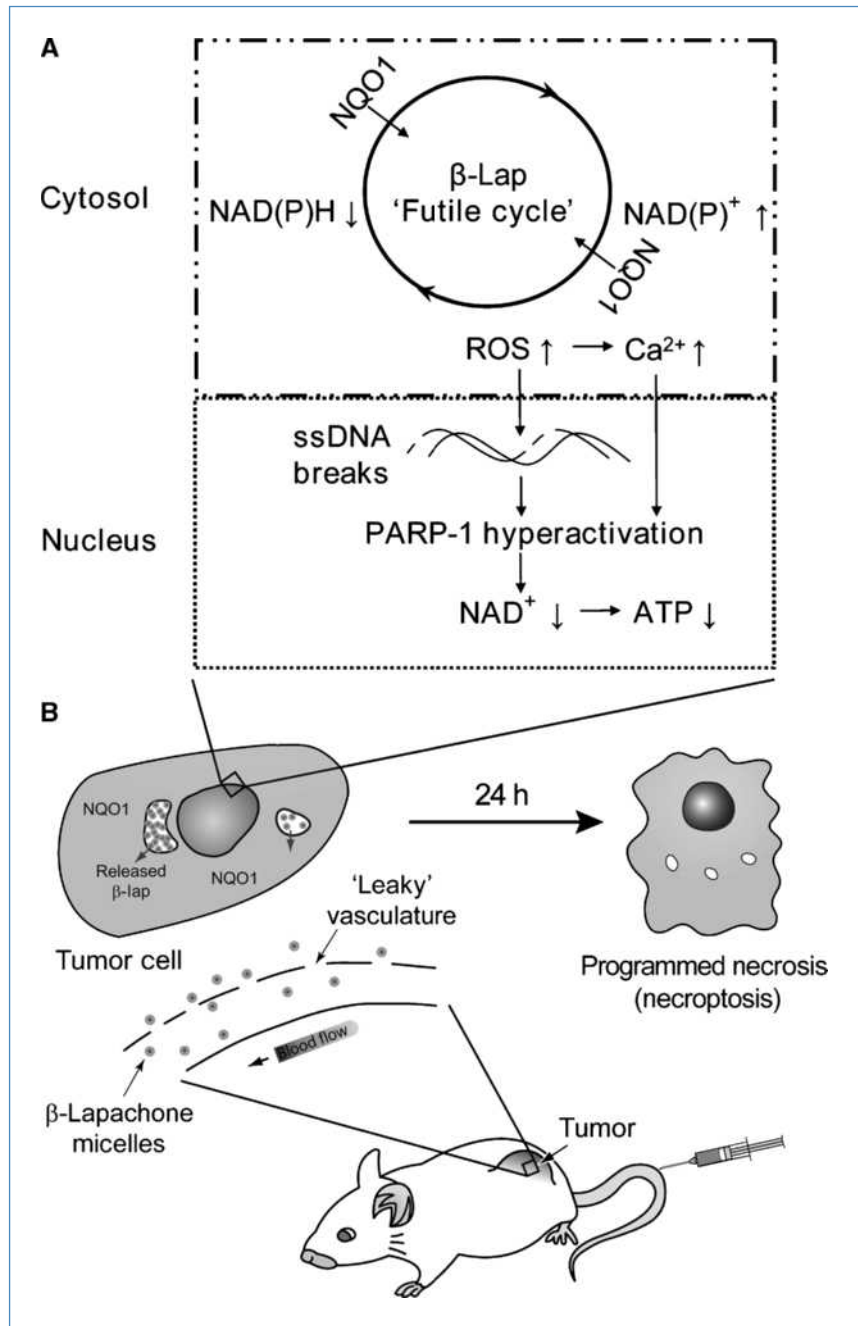 A
NQO1
Cytosol
β-Lap
'Futile cycle'
NAD(P)H ↓
NAD(P)⁺ ↑
NQO1
ROS ↑ → Ca²⁺ ↑
ssDNA
breaks
Nucleus
PARP-1 hyperactivation
NAD⁺ ↓ → ATP ↓
B
NQO1
Released
β-lap
NQO1
24 h
Tumor cell
'Leaky'
vasculature
Programmed necrosis
(necroptosis)
Blood flow
β-Lapachone
micelles
Tumor